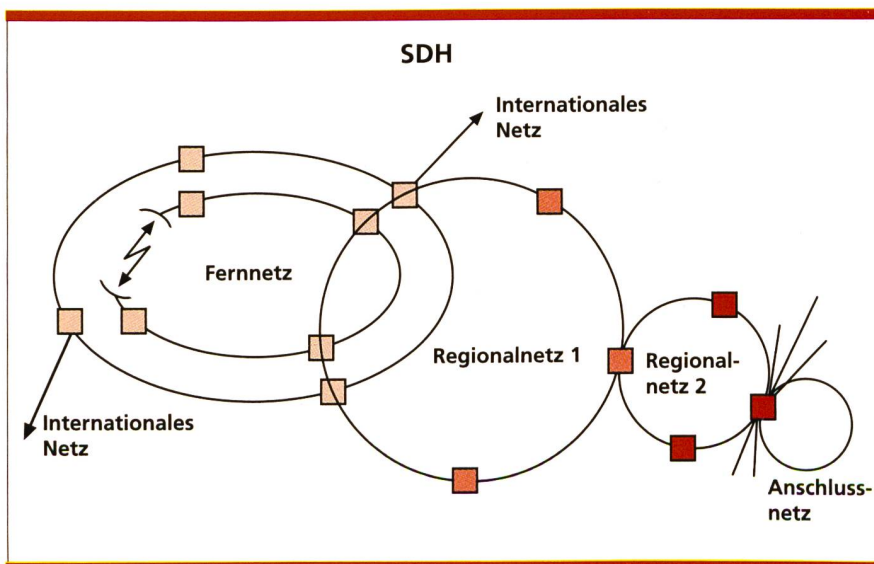 SDH
Internationales
Netz
Fernnetz
Regionalnetz 1
Regional-
netz 2
Internationales
Netz
Anschluss-
netz